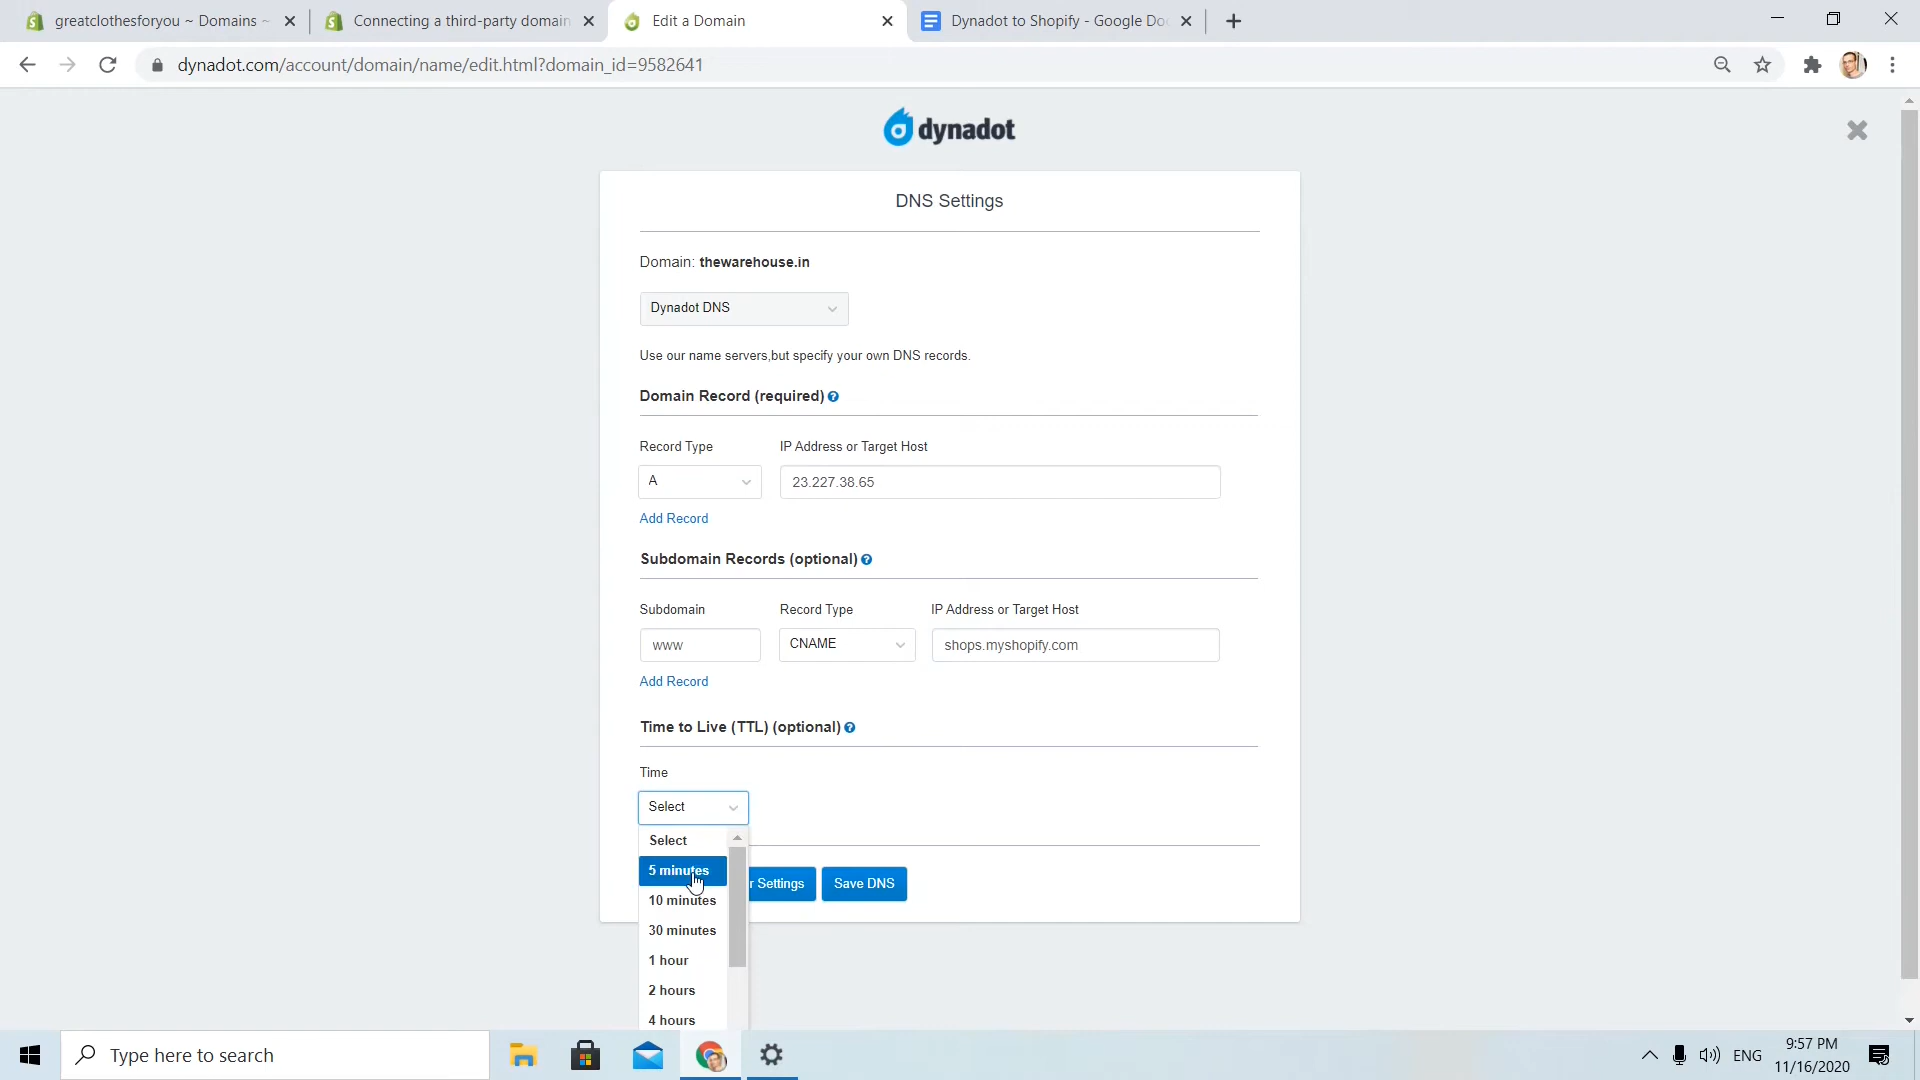 greatclothesforyou ~ Domains ~
Connecting a third-party domain
Edit a Domain
Dynadot to Shopify - Google Do
dynadot.com/account/domain/name/edit.html?domain_id=9582641
dynadot
DNS Settings
Domain: thewarehouse.in
Dynadot DNS
Use our name servers,but specify your own DNS records.
Domain Record (required)
Record Type IP Address or Target Host
A 23.227.38.65
Add Record
Subdomain Records (optional)
Subdomain Record Type IP Address or Target Host
www CNAME shops.myshopify.com
Add Record
Time to Live (TTL) (optional)
Time
Select
Select
5 minutes
r Settings Save DNS
10 minutes
30 minutes
1 hour
2 hours
4 hours
Type here to search
ENG
9:57 PM
11/16/2020